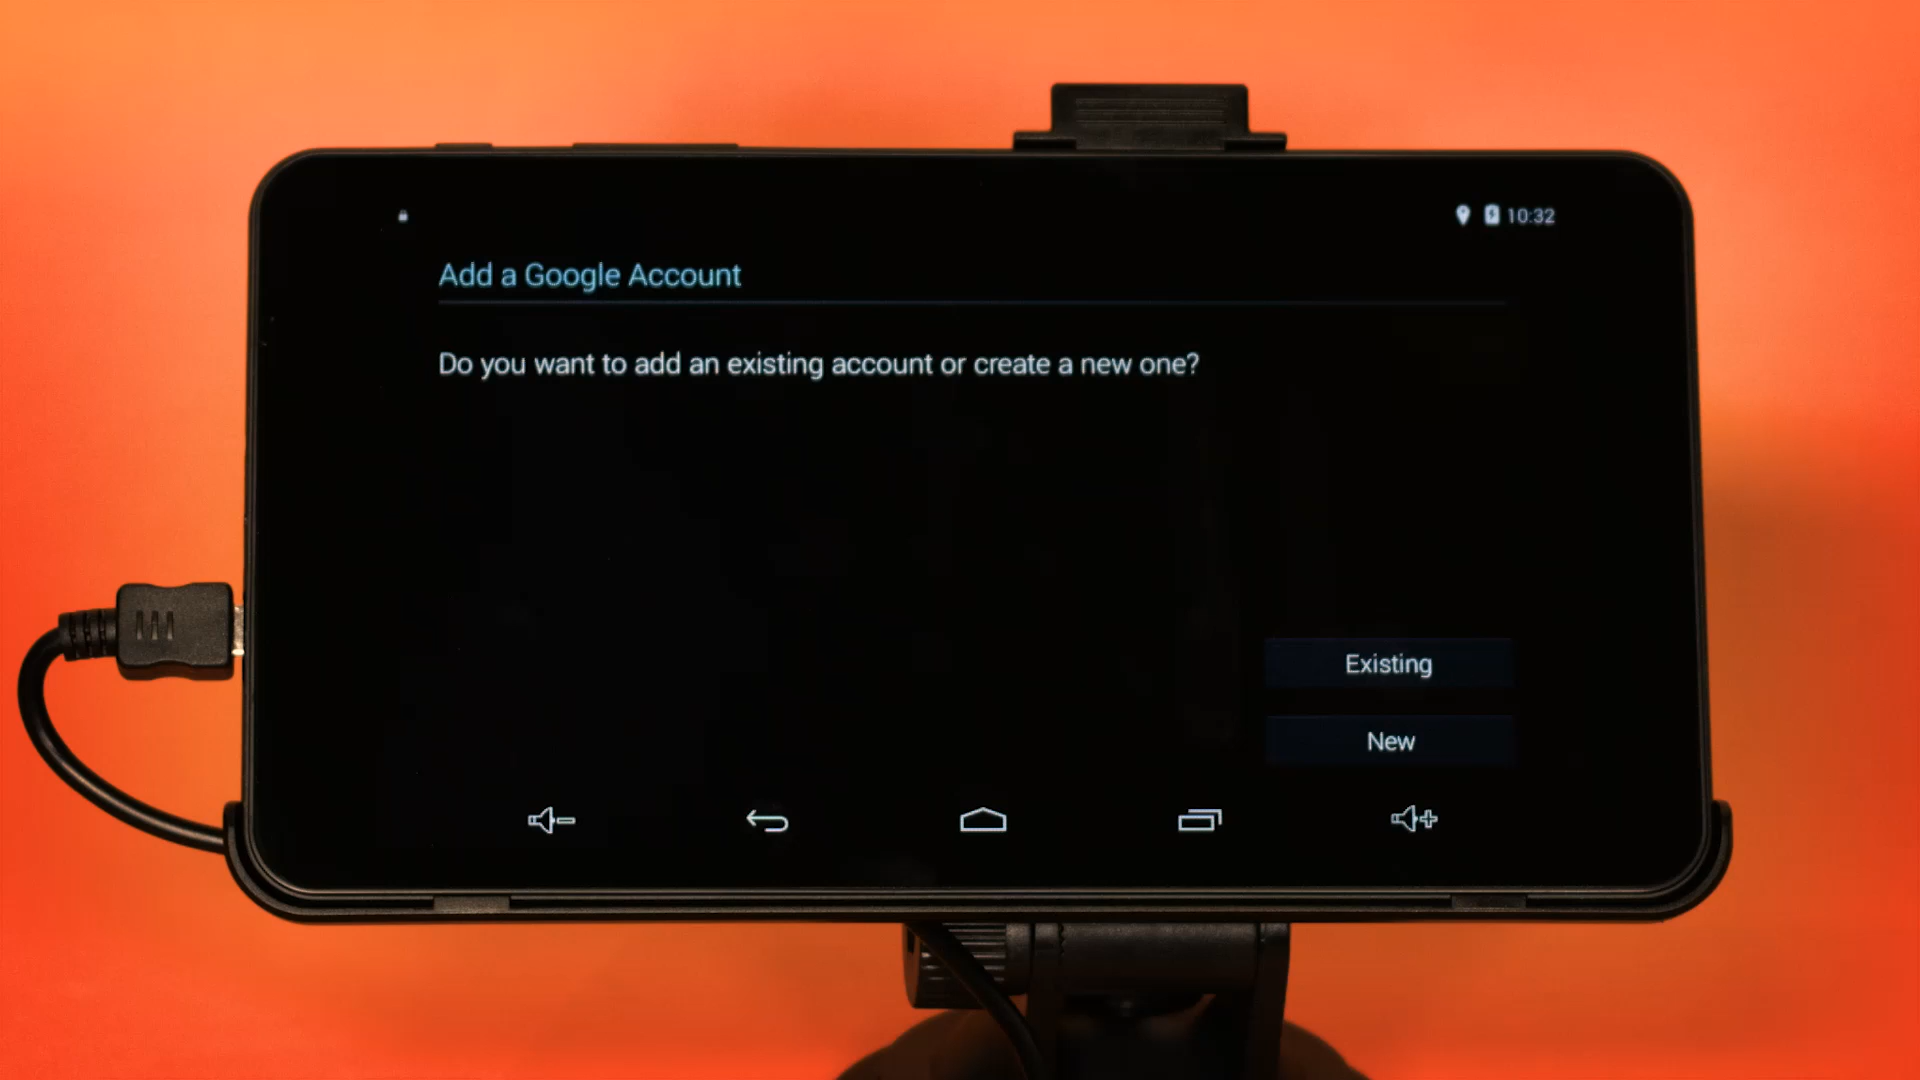 10:32
Add a Google Account
Do you want to add an existing account or create a new one?
Existing
New